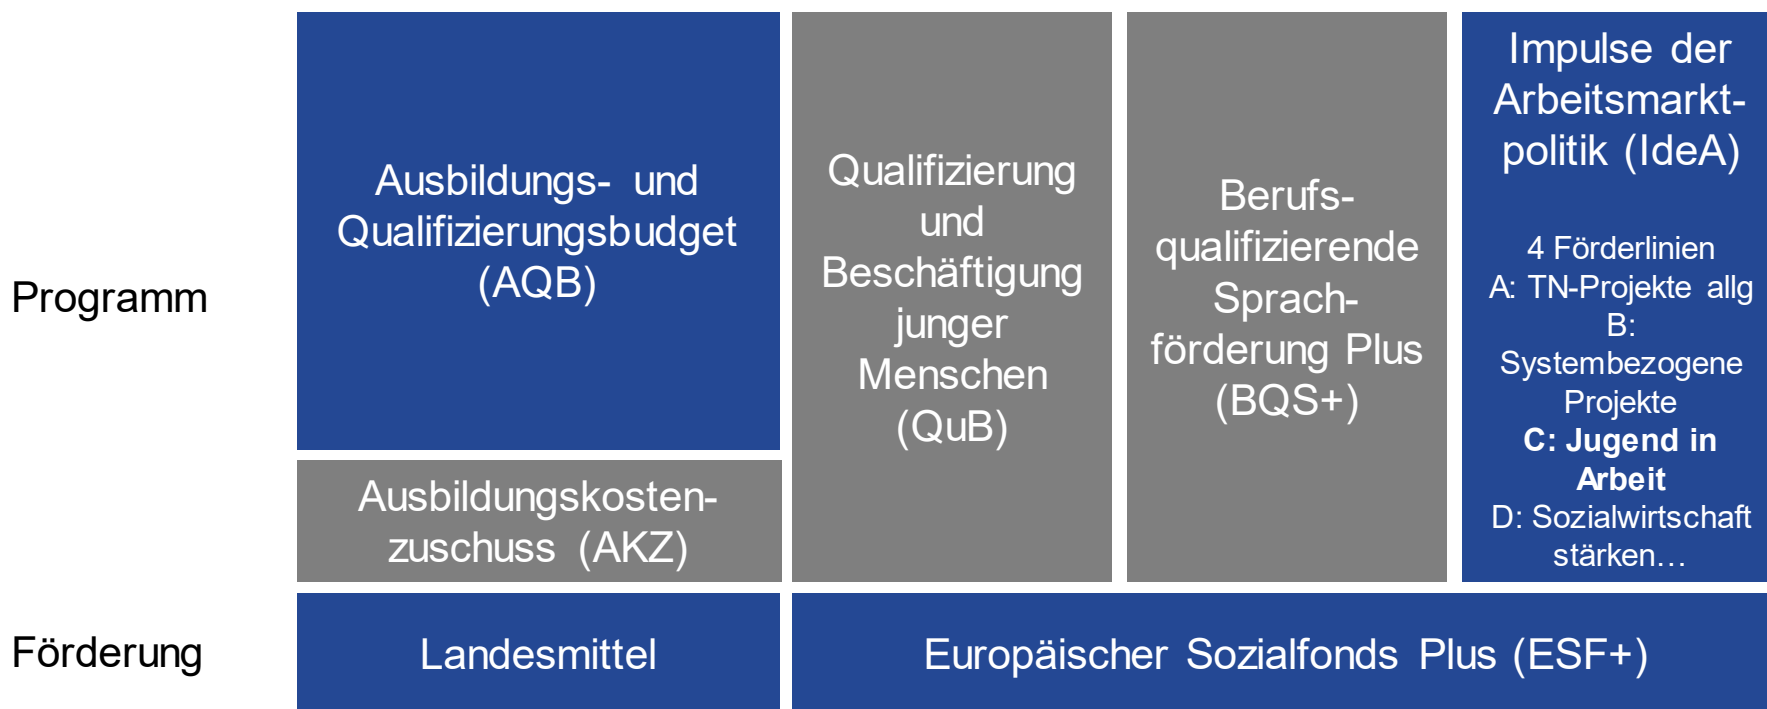 Programm
Ausbildungs- und
Qualifizierungsbudget
(AQB)
Ausbildungskosten-
zuschuss (AKZ)
Qualifizierung
und
Beschäftigung
junger
Menschen
(QuB)
Berufs-
qualifizierende
Sprach-
förderung Plus
(BQS+)
Impulse der
Arbeitsmarkt-
politik (IdeA)
4 Förderlinien
A: TN-Projekte allg
B:
Systembezogene
Projekte
C: Jugend in
Arbeit
D: Sozialwirtschaft
stärken…
Förderung
Landesmittel
Europäischer Sozialfonds Plus (ESF+)